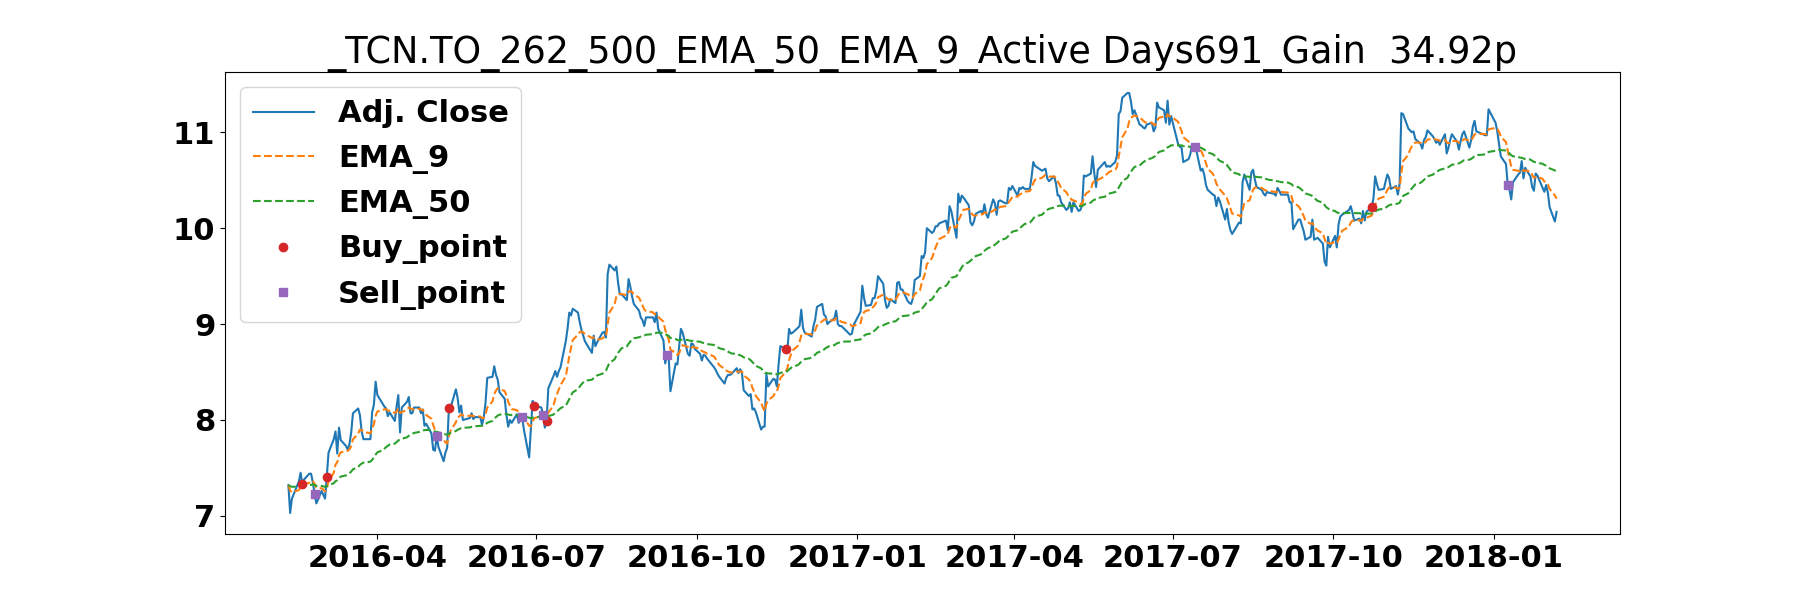 _TCN.TO_262_500_EMA_50_EMA_9_Active Days691_Gain  34.92p
Adj. Close
EMA_9
EMA_50
Buy_point
Sell_point
11
10
9
8
7
2016-04 2016-07 2016-10 2017-01 2017-04 2017-07 2017-10 2018-01